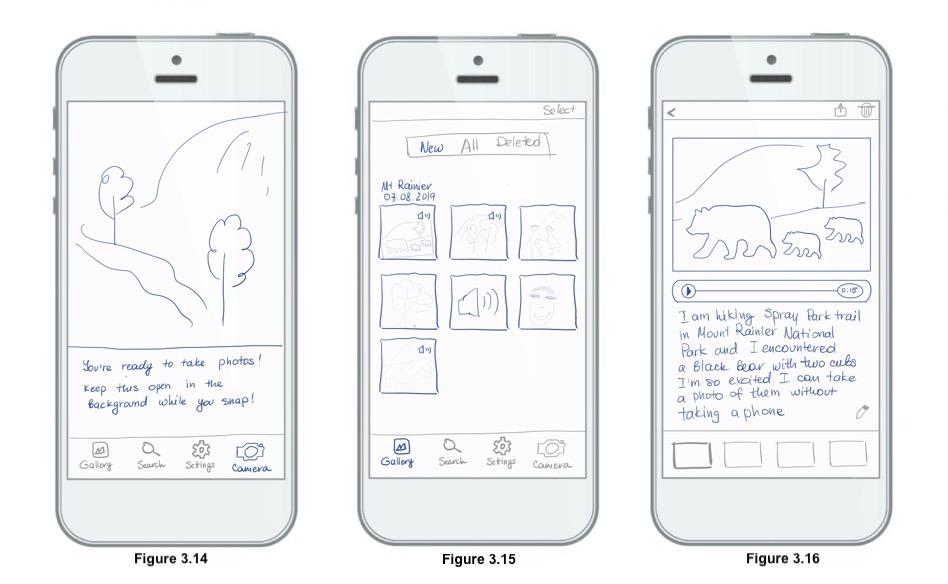 You're ready to take photos!
Keep this open in the
background while you snap!
Gallery Search Settings Camera
Figure 3.14
Select
New All Deleted
Mt Rainier
07.08.2019
Gallery Search Settings Camera
Figure 3.15
<
0:15
I am hiking Spray Park trail
in Mount Rainier National
Park and I encountered
a black bear with two cubs
I'm so excited I can take
a photo of them without
taking a phone
Figure 3.16